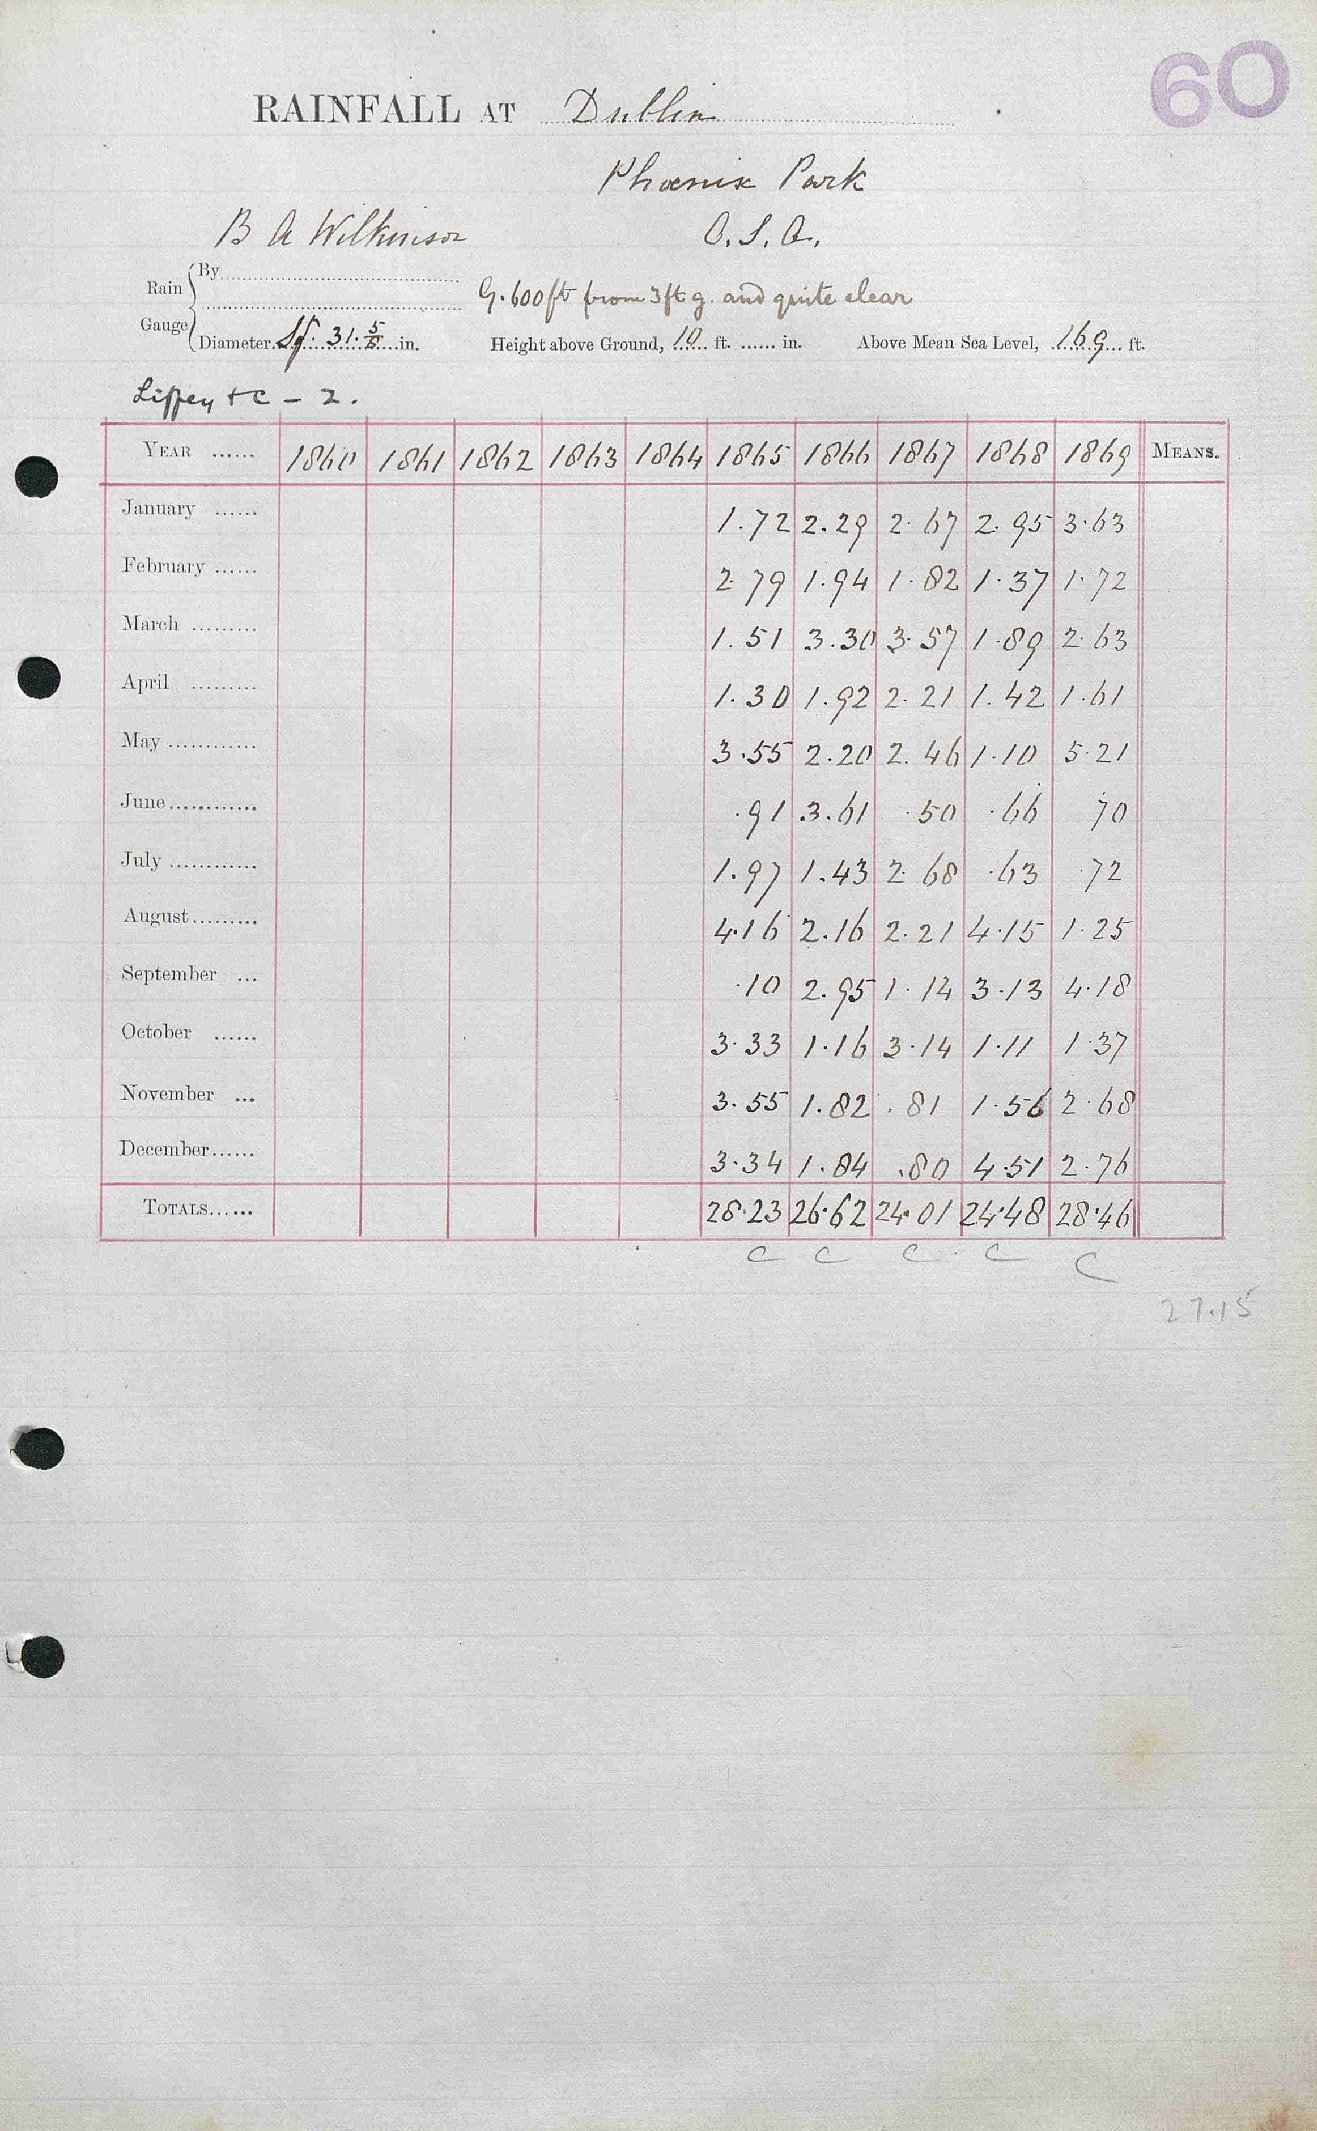 60
RAINFALL AT Dublin
Phoenix Park
B A Wilkinson O.S.O.
Rain Gauge { By
G. 600 ft from 3 ft g. and quite clear
Diameter Sq. 31.5/8 in. Height above Ground, 10 ft. ...... in. Above Mean Sea Level, 169 ft.
Liffey &c - 2.
YEAR ...... 1860 1861 1862 1863 1864 1865 1866 1867 1868 1869 MEANS.
January ...... 1.72 2.29 2.67 2.95 3.63
February ...... 2.79 1.94 1.82 1.37 1.72
March ......... 1.51 3.30 3.57 1.89 2.63
April ......... 1.30 1.92 2.21 1.42 1.61
May ............ 3.55 2.20 2.46 1.10 5.21
June ............ .91 3.61 .50 .66 70
July ............ 1.97 1.43 2.68 .63 .72
August ......... 4.16 2.16 2.21 4.15 1.25
September ... .10 2.95 1.14 3.13 4.18
October ...... 3.33 1.16 3.14 1.11 1.37
November ... 3.55 1.82 .81 1.56 2.68
December ...... 3.34 1.84 .80 4.51 2.76
TOTALS ...... 28.23 26.62 24.01 24.48 28.46
C C C C C
27.15